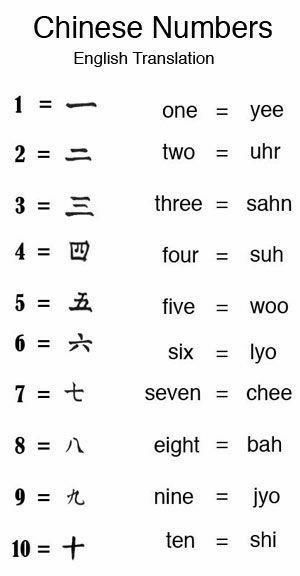 Chinese Numbers
English Translation
1 = 一 one = yee
2 = 二 two = uhr
3 = 三 three = sahn
4 = 四 four = suh
5 = 五 five = woo
6 = 六 six = lyo
7 = 七 seven = chee
8 = 八 eight = bah
9 = 九 nine = jyo
10 = 十 ten = shi